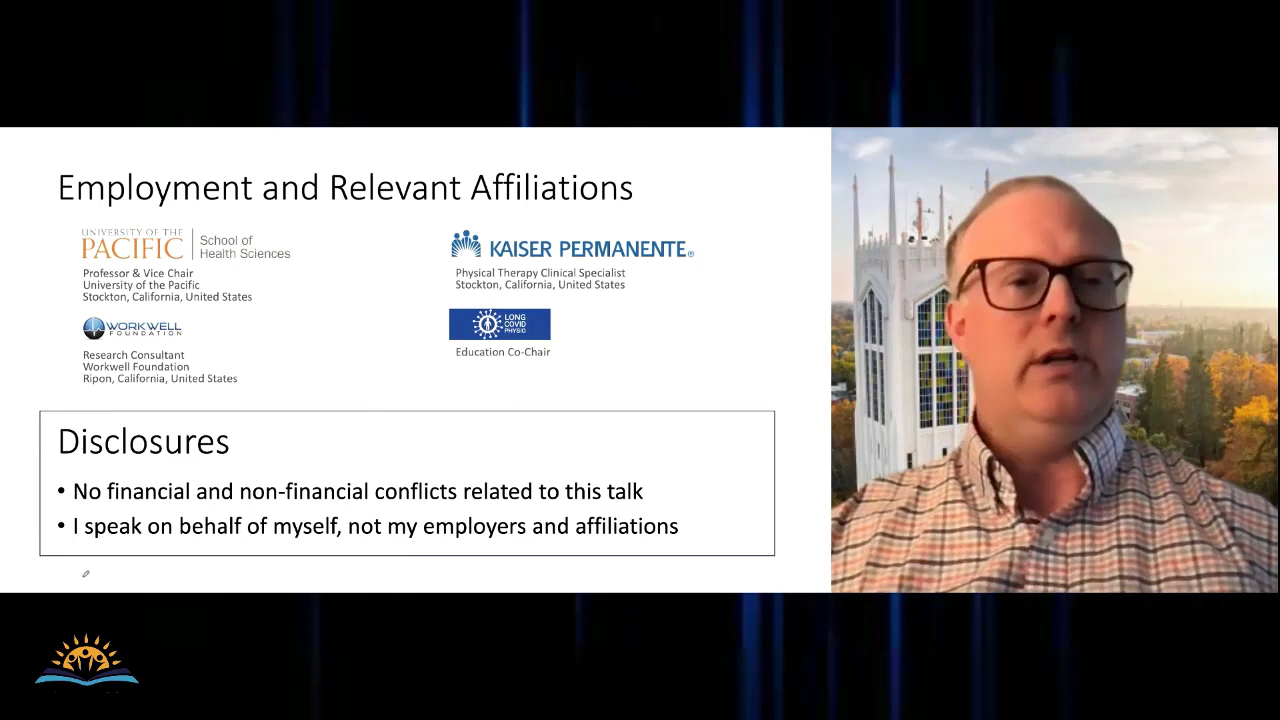 Employment and Relevant Affiliations
UNIVERSITY OF THE
PACIFIC
School of
Health Sciences
Professor & Vice Chair
University of the Pacific
Stockton, California, United States
KAISER PERMANENTE®
Physical Therapy Clinical Specialist
Stockton, California, United States
WORKWELL
FOUNDATION
Research Consultant
Workwell Foundation
Ripon, California, United States
LONG
COVID
PHYSIO
Education Co-Chair
Disclosures
• No financial and non-financial conflicts related to this talk
• I speak on behalf of myself, not my employers and affiliations